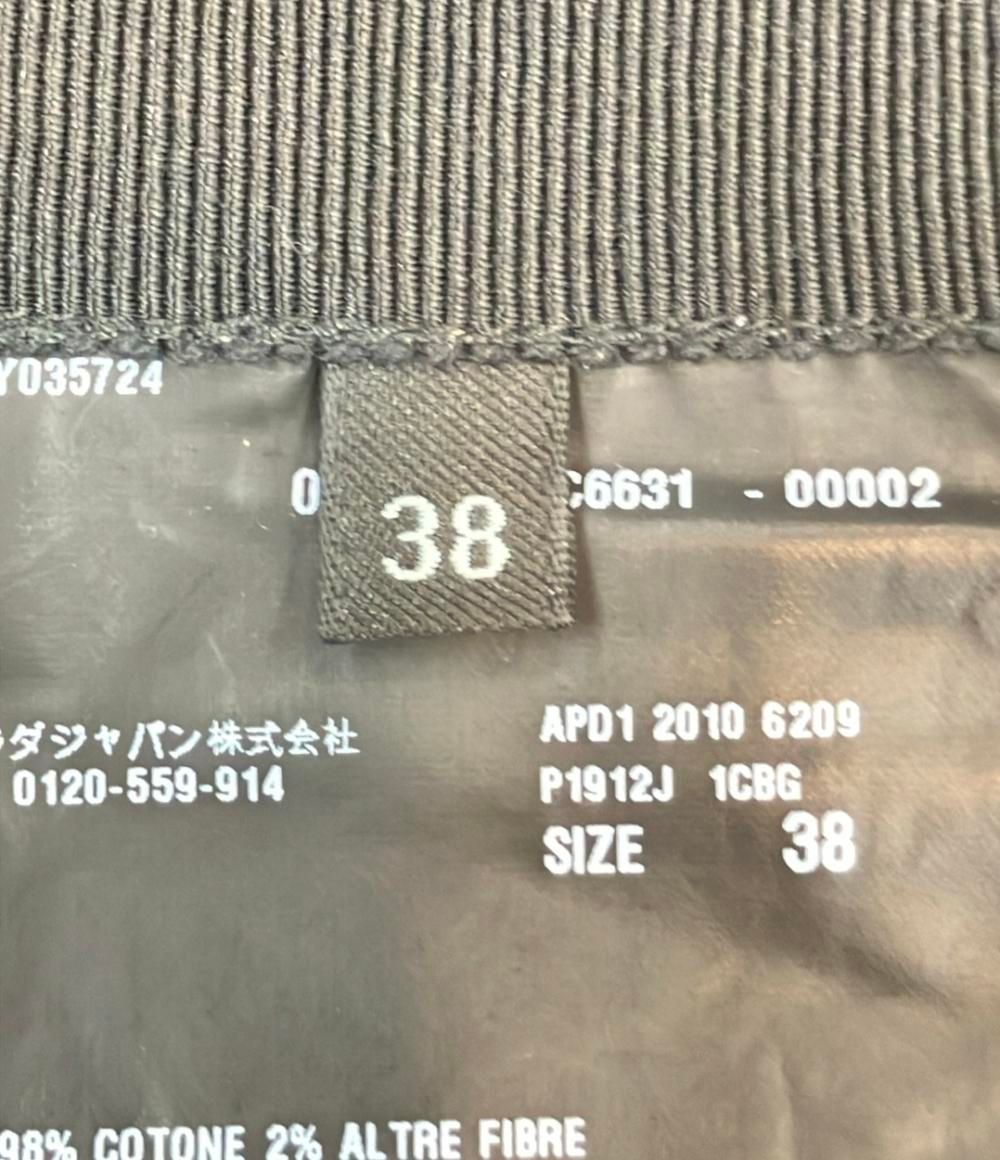 Y035724
0
C6631 - 00002
38
ダジャパン株式会社
0120-559-914
APD1 2010 6209
P1912J 1CBG
SIZE 38
98% COTONE 2% ALTRE FIBRE